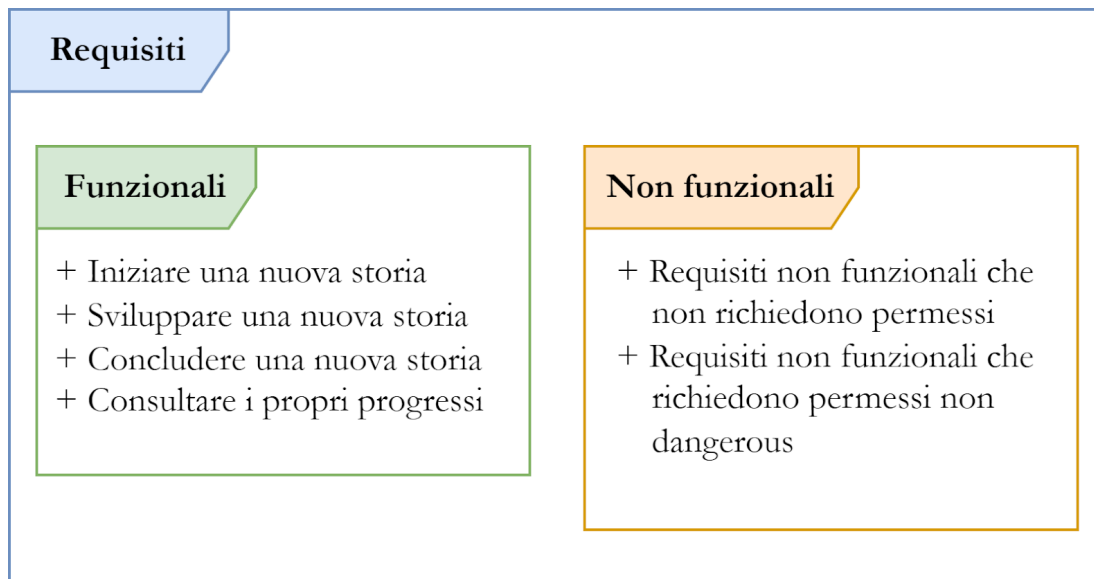 Requisiti
Funzionali
+ Iniziare una nuova storia
+ Sviluppare una nuova storia
+ Concludere una nuova storia
+ Consultare i propri progressi
Non funzionali
+ Requisiti non funzionali che
non richiedono permessi
+ Requisiti non funzionali che
richiedono permessi non
dangerous